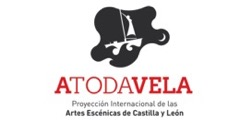 ATODAVELA
Proyección Internacional de las
Artes Escénicas de Castilla y León